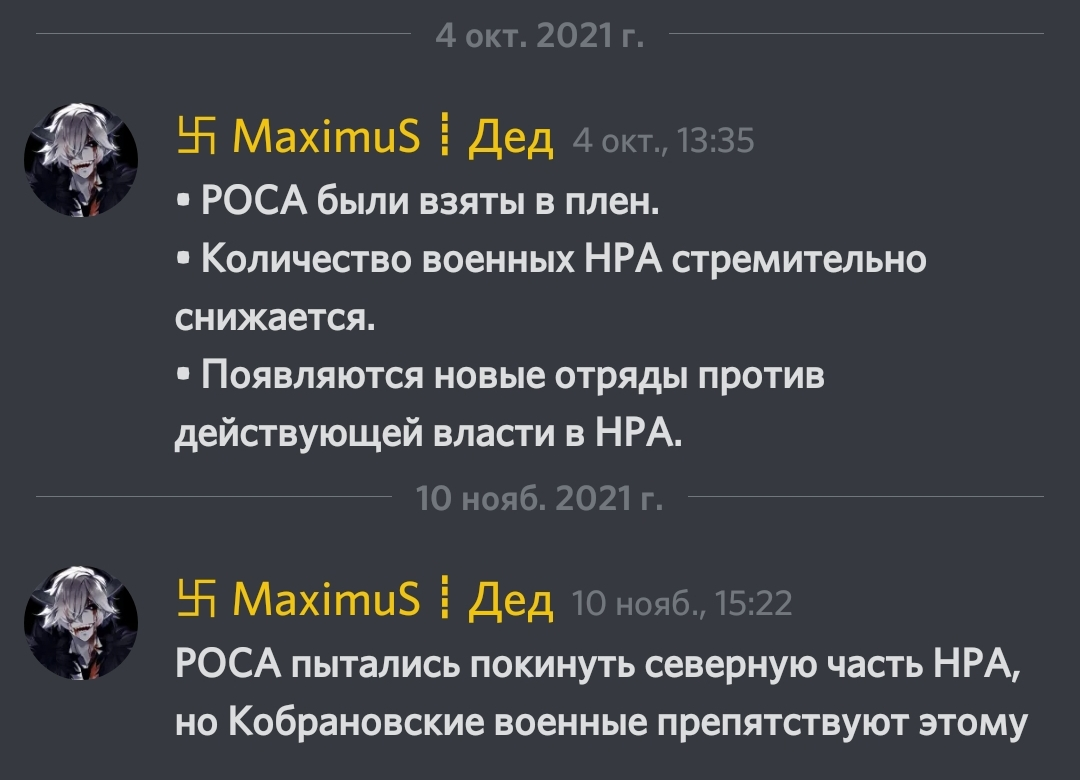 4 окт. 2021 г.
卐 MaximuS ┋ Дед 4 окт., 13:35
• РОСА были взяты в плен.
• Количество военных НРА стремительно
снижается.
• Появляются новые отряды против
действующей власти в НРА.
10 нояб. 2021 г.
卐 MaximuS ┋ Дед 10 нояб., 15:22
РОСА пытались покинуть северную часть НРА,
но Кобрановские военные препятствуют этому